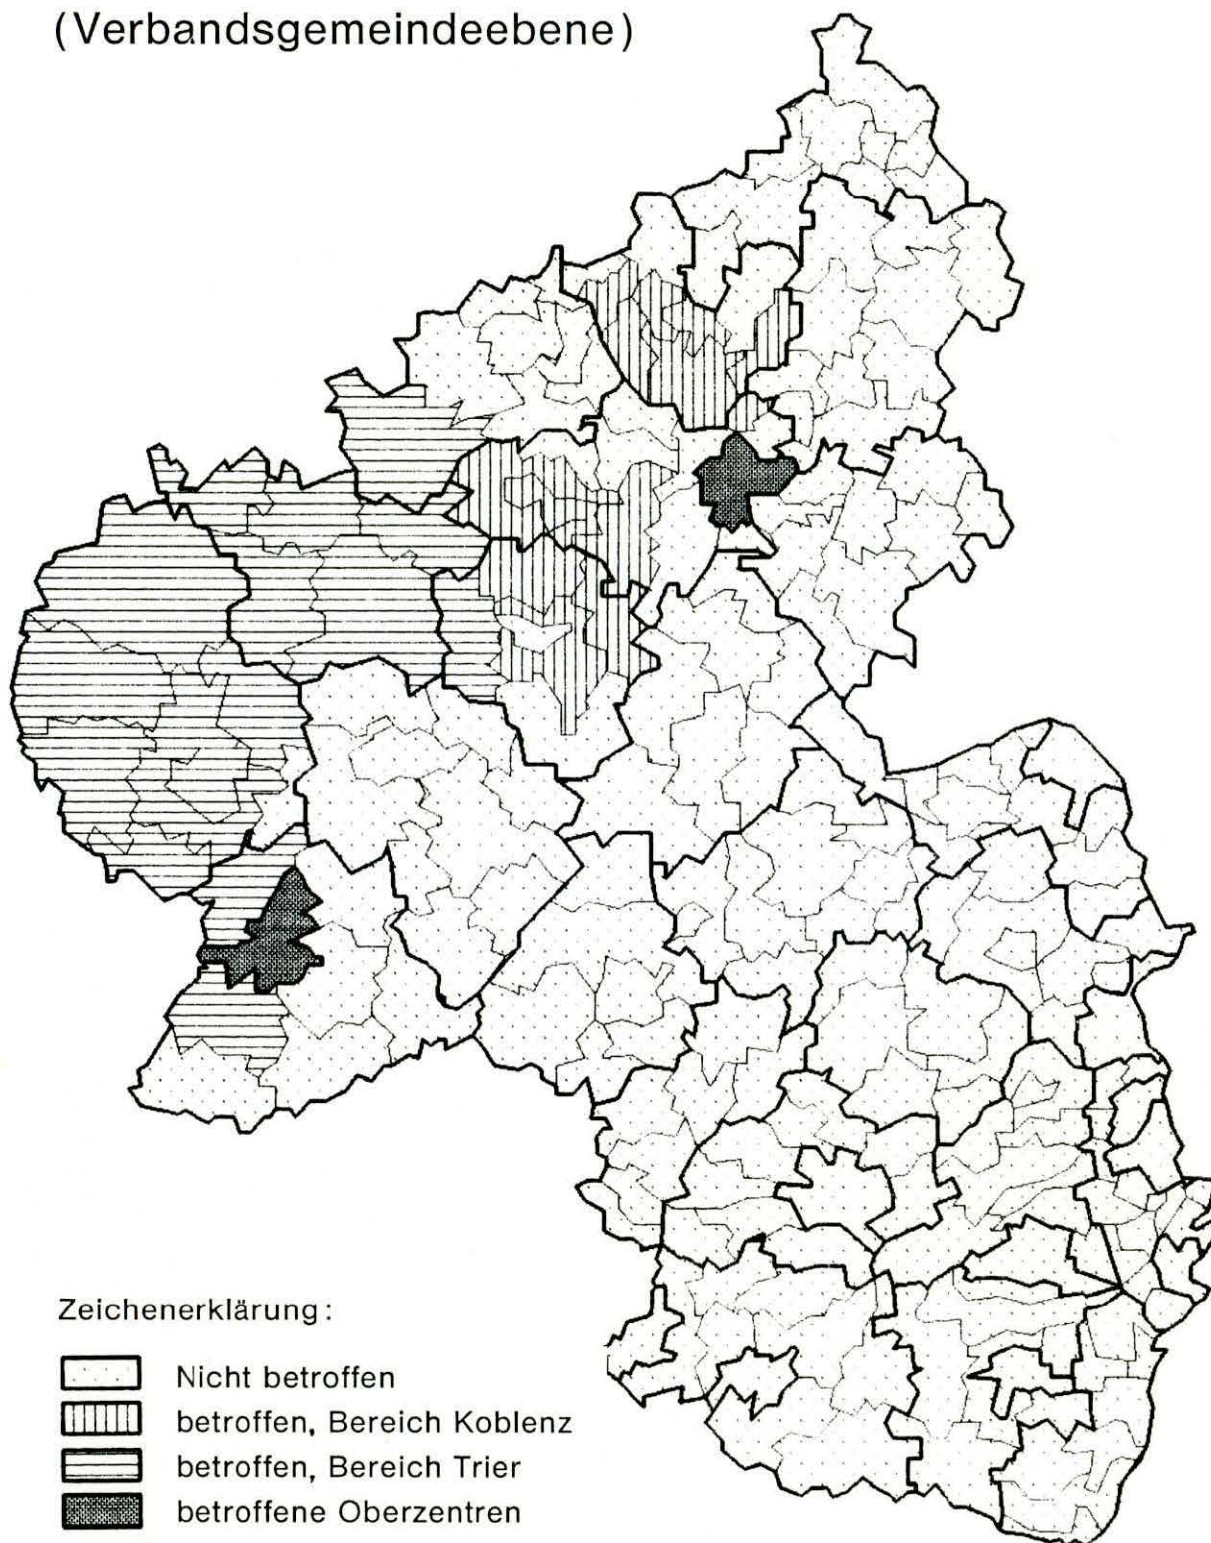 (Verbandsgemeindeebene)
Zeichenerklärung:
Nicht betroffen
betroffen, Bereich Koblenz
betroffen, Bereich Trier
betroffene Oberzentren